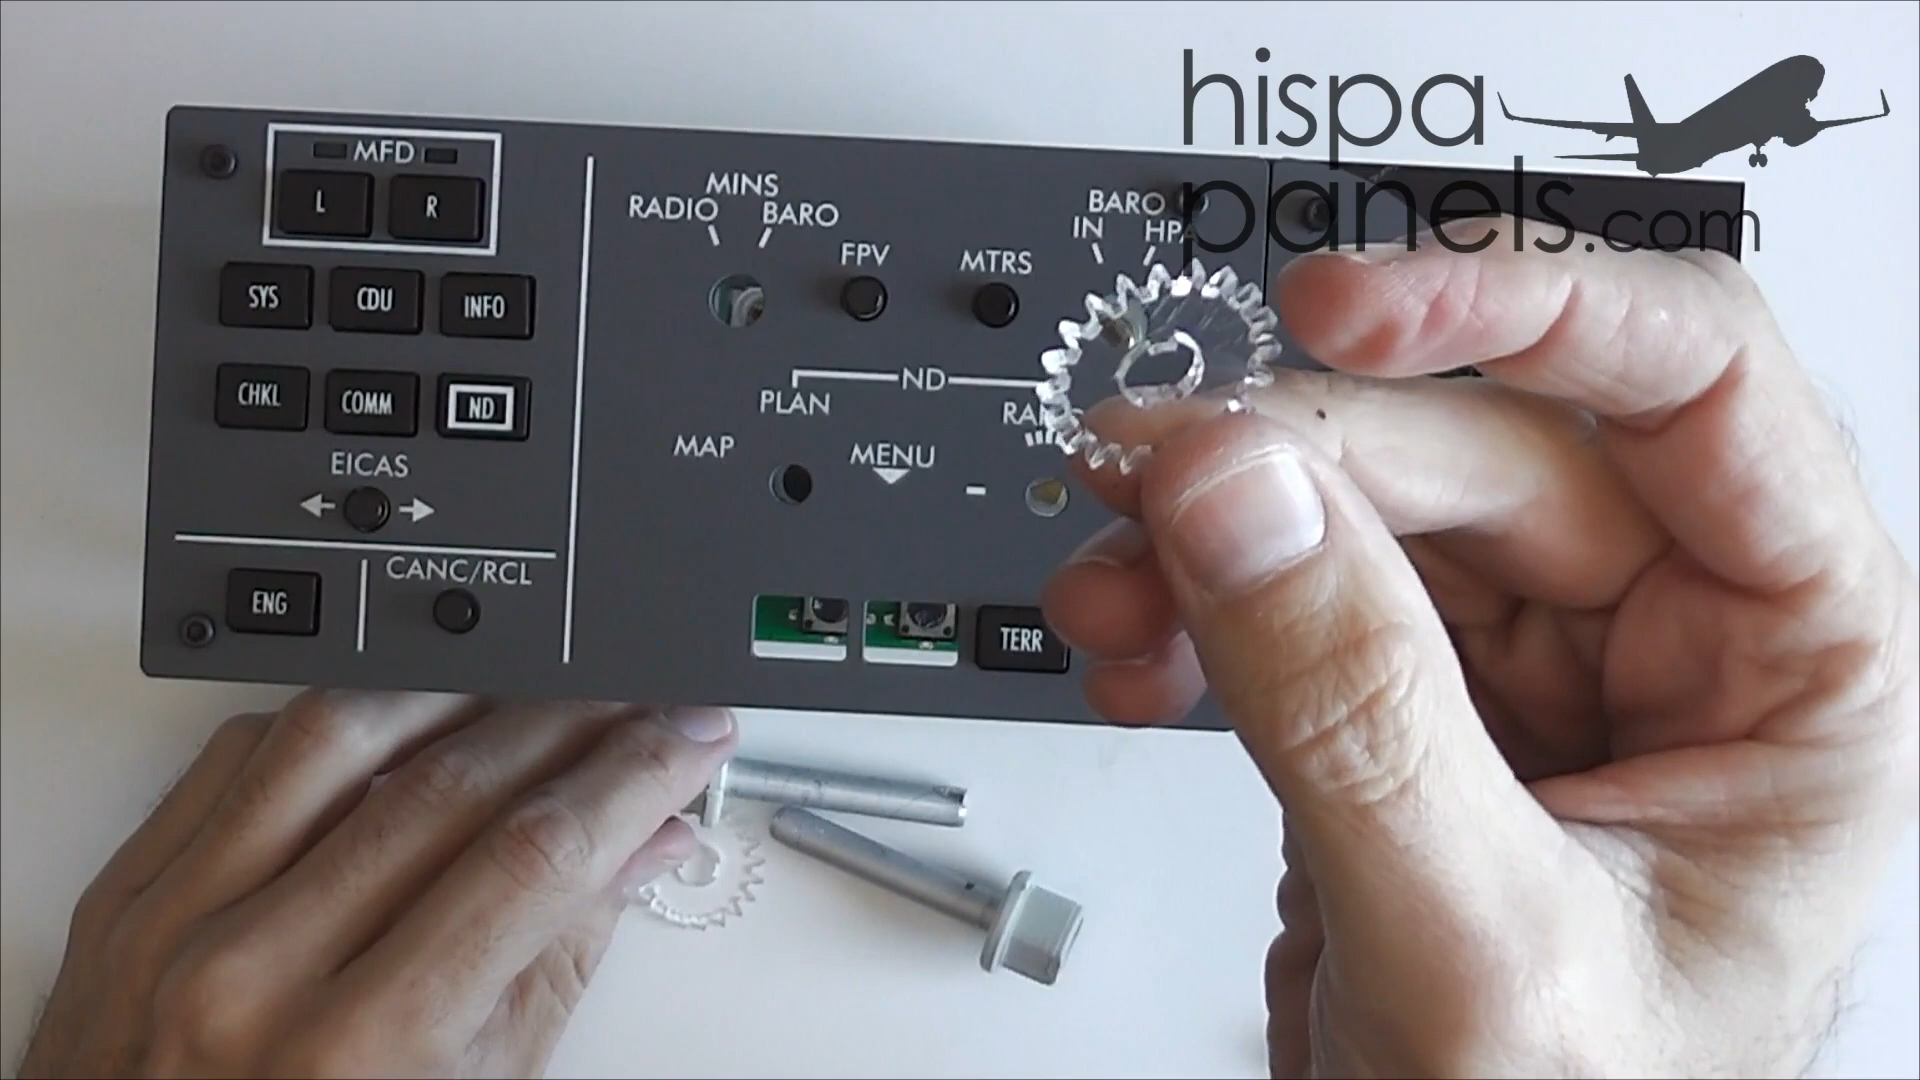 hispa
panels.com
MFD
L R
SYS CDU INFO
CHKL COMM ND
EICAS
ENG
CANC/RCL
MINS
RADIO BARO
FPV
MTRS
BARO
IN HPA
ND
PLAN
MAP
MENU
-
TERR